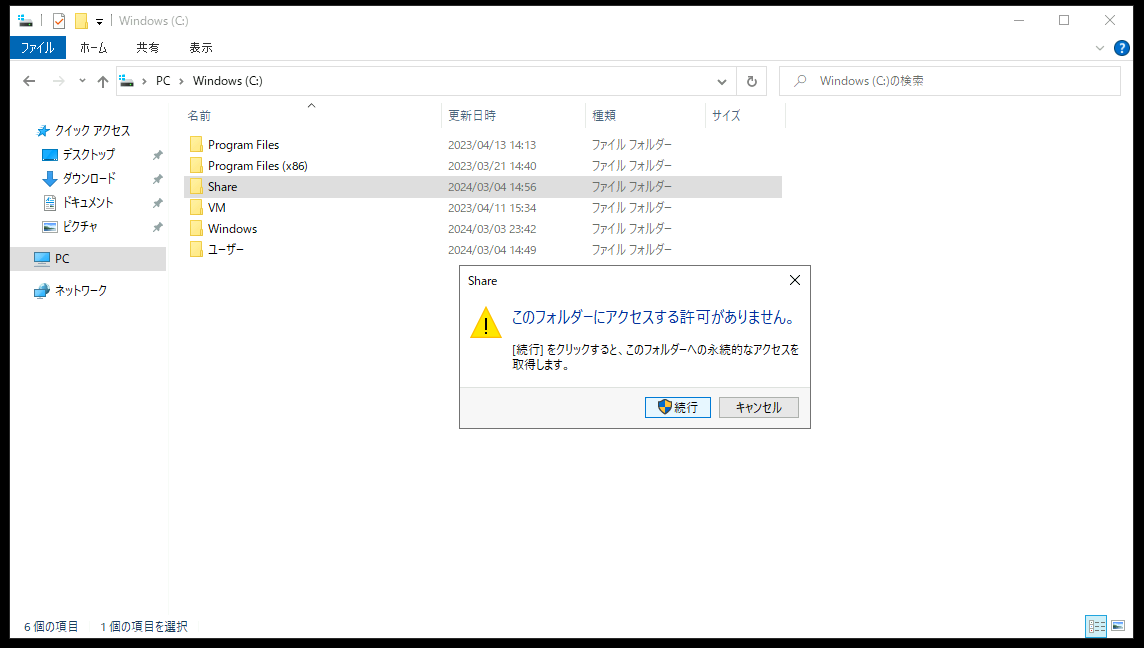 Windows (C:)
ファイル ホーム 共有 表示
PC Windows (C:) Windows (C:)の検索
名前 更新日時 種類 サイズ
クイック アクセス
デスクトップ
ダウンロード
ドキュメント
ピクチャ
PC
ネットワーク
Program Files 2023/04/13 14:13 ファイル フォルダー
Program Files (x86) 2023/03/21 14:40 ファイル フォルダー
Share 2024/03/04 14:56 ファイル フォルダー
VM 2023/04/11 15:34 ファイル フォルダー
Windows 2024/03/03 23:42 ファイル フォルダー
ユーザー 2024/03/04 14:49 ファイル フォルダー
Share
このフォルダーにアクセスする許可がありません。
[続行] をクリックすると、このフォルダーへの永続的なアクセスを
取得します。
続行 キャンセル
6 個の項目 1 個の項目を選択